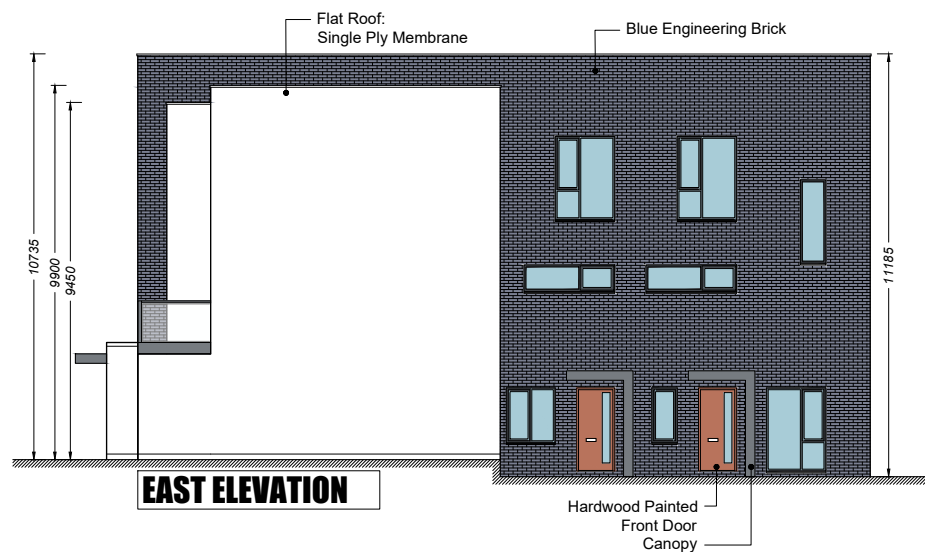 Flat Roof:
Single Ply Membrane
Blue Engineering Brick
10735
9900
9450
11185
EAST ELEVATION
Hardwood Painted
Front Door
Canopy